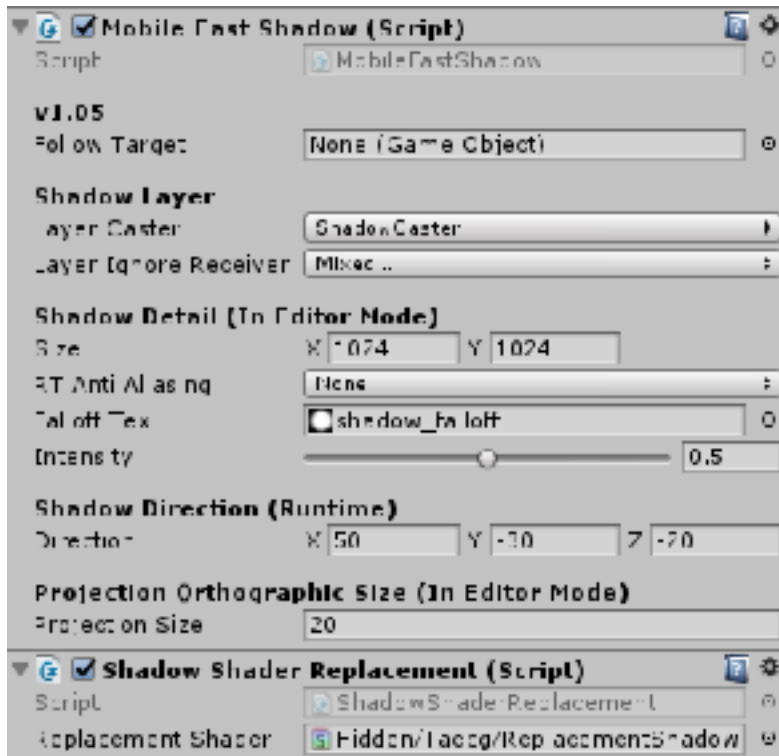 Mobile Fast Shadow (Script)
Script MobileFastShadow
v1.05
Follow Target None (Game Object)
Shadow Layer
Layer Caster ShadowCaster
Layer Ignore Receiver Mixed ...
Shadow Detail (In Editor Mode)
Size X 1024 Y 1024
RT Anti Aliasing None
Falloff Tex shadow_falloff
Intensity 0.5
Shadow Direction (Runtime)
Direction X 50 Y -30 Z -20
Projection Orthographic Size (In Editor Mode)
Projection Size 20
Shadow Shader Replacement (Script)
Script ShadowShaderReplacement
Replacement Shader